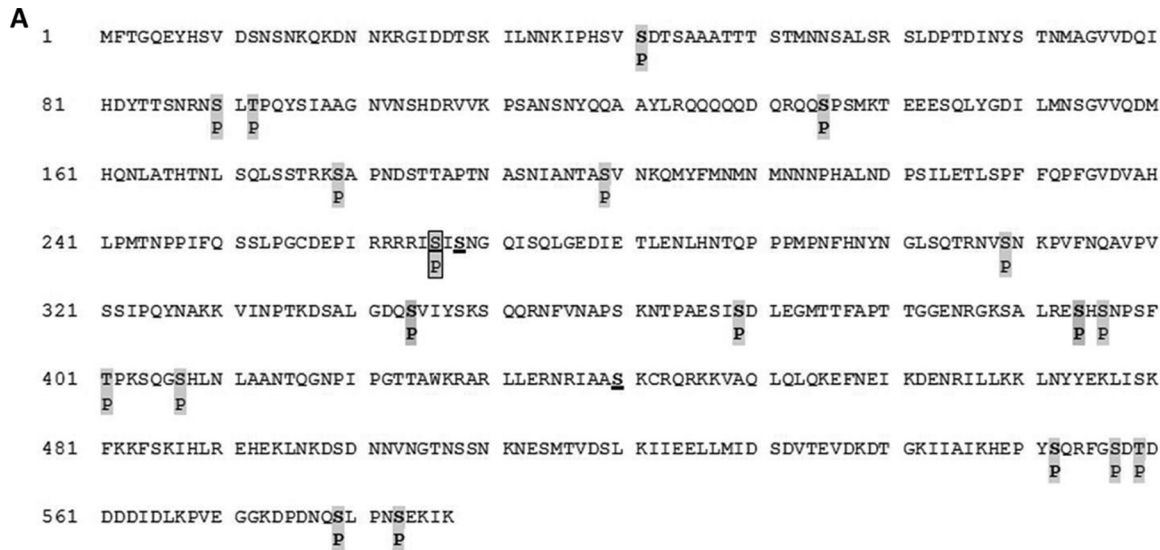 A
1 MFTGQEYHSV DSNSNKQKDN NKRGIDDTSK ILNNKIPHSV SDTSAAATTT STMNNSALSR SLDPTDINYS TNMAGVVDQI
P
81 HDYTTSNRNS LTPQYSIAAG NVNSHDRVVK PSANSNYQQA AYLRQQQQQD QRQQSPSMKT EEESQLYGDI LMNSGVVQDM
P P P
161 HQNLATHTNL SQLSSTRKSA PNDSTTAPTN ASNIANTASV NKQMYFMNMN MNNNPHALND PSILETLSPF FQPFGVDVAH
P P
241 LPMTNPPIFQ SSLPGCDEPI RRRRISISNG QISQLGEDIE TLENLHNTQP PPMPNFHNYN GLSQTRNVSN KPVFNQAVPV
P P
321 SSIPQYNAKK VINPTKDSAL GDQSVIYSKS QQRNFVNAPS KNTPAESISD LEGMTTFAPT TGGENRGKSA LRESHSNPSF
P P P P
401 TPKSQGSHLN LAANTQGNPI PGTTAWKRAR LLERNRIAAS KCRQRKKVAQ LQLQKEFNEI KDENRILLKK LNYYEKLISK
P P
481 FKKFSKIHLR EHEKLNKDSD NNVNGTNSSN KNESMTVDSL KIIEELLMID SDVTEVDKDT GKIIAIKHEP YSQRFGSDTD
P P P
561 DDDIDLKPVE GGKDPDNQSL PNSEKIK
P P